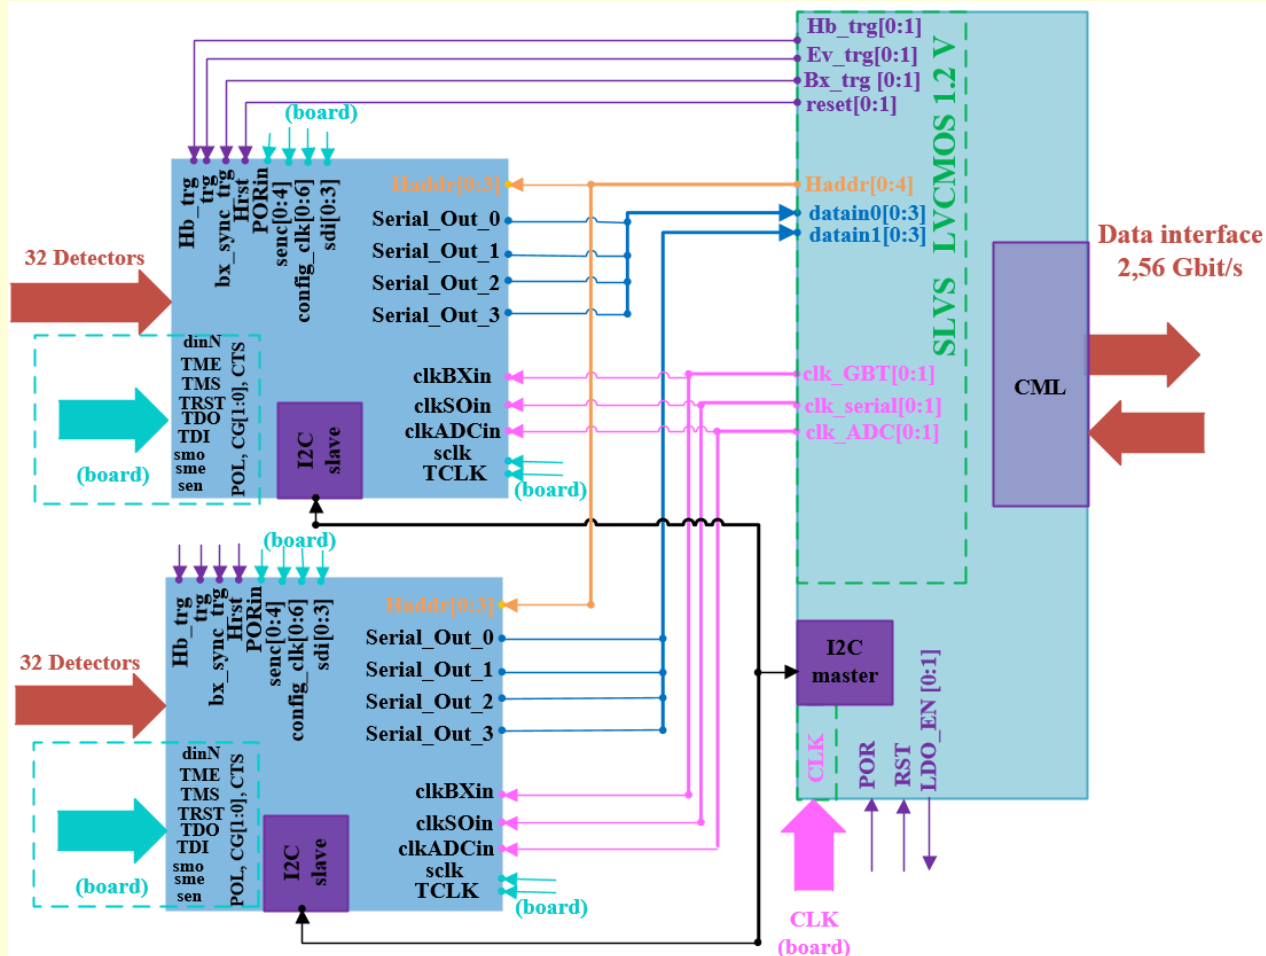 Hb_trg[0:1]
Ev_trg[0:1]
Bx_trg [0:1]
reset[0:1]
SLVS LVCMOS 1.2 V
(board)
Hb_trg
trg
bx_sync_trg
Hrst
PORin
senc[0:4]
config_clk[0:6]
sdi[0:3]
Haddr[0:3]
Haddr[0:4]
Serial_Out_0
datain0[0:3]
datain1[0:3]
Serial_Out_1
Serial_Out_2
Serial_Out_3
32 Detectors
Data interface
2,56 Gbit/s
CML
dinN
TME
TMS
TRST
TDO
TDI
smo
sme
sen
POL, CG[1:0], CTS
(board)
I2C
slave
clkBXin
clk_GBT[0:1]
clkSOin
clk_serial[0:1]
clkADCin
clk_ADC[0:1]
sclk
TCLK
(board)
(board)
Hb_trg
trg
bx_sync_trg
Hrst
PORin
senc[0:4]
config_clk[0:6]
sdi[0:3]
Haddr[0:3]
Serial_Out_0
Serial_Out_1
Serial_Out_2
Serial_Out_3
32 Detectors
I2C
master
CLK
POR
RST
LDO_EN [0:1]
dinN
TME
TMS
TRST
TDO
TDI
smo
sme
sen
POL, CG[1:0], CTS
(board)
I2C
slave
clkBXin
clkSOin
clkADCin
sclk
TCLK
(board)
CLK
(board)